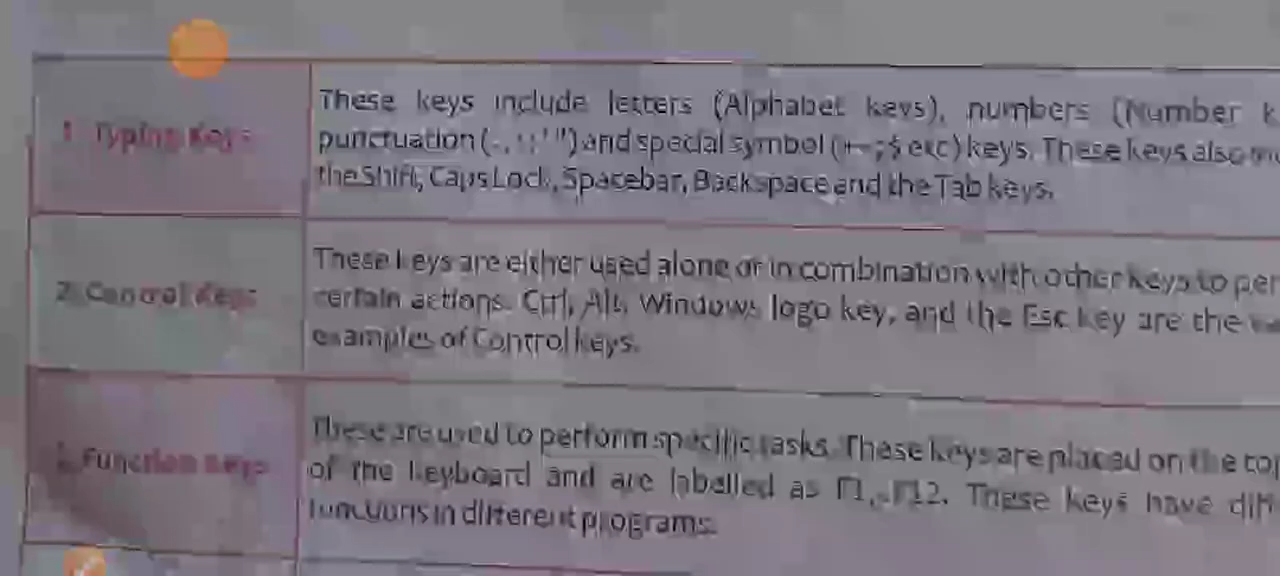 1. Typing Keys
These keys include letters (Alphabet keys), numbers (Number
punctuation and special symbol keys. These keys also
the Shift, Caps Lock, Spacebar, Backspace and the Tab keys.
2. Control Keys
These keys are either used alone or in combination with other keys to
certain actions. Ctrl, Alt, Windows logo key, and the Esc key are the
examples of Control keys.
Function Keys
These are used to perform specific tasks. These keys are placed on the
of the keyboard and are labelled as F1,-F12. These keys have
functions in different programs.